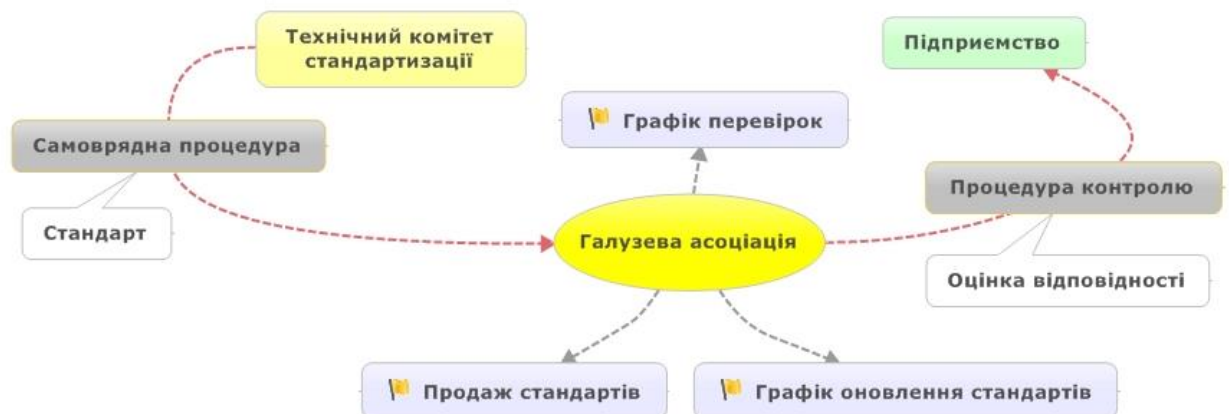 Технічний комітет
стандартизації
Підприємство
Графік перевірок
Самоврядна процедура
Процедура контролю
Стандарт
Галузева асоціація
Оцінка відповідності
Продаж стандартів
Графік оновлення стандартів